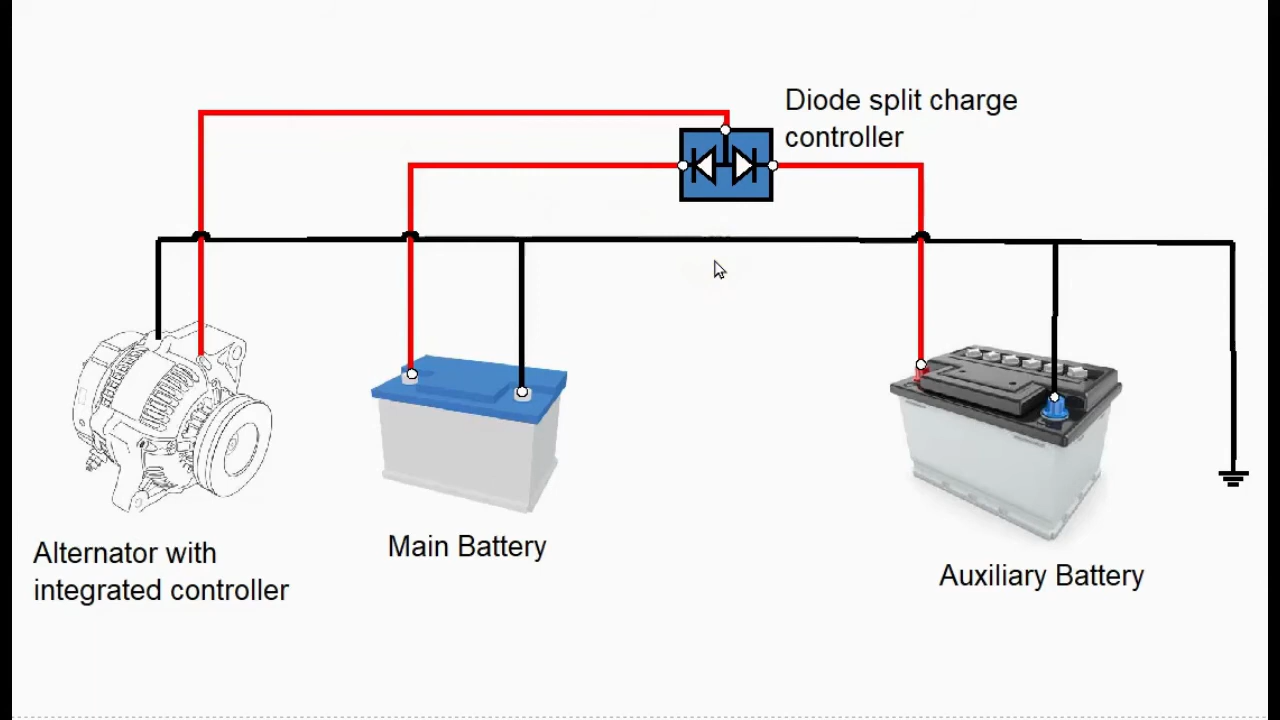 Diode split charge
controller
Alternator with
integrated controller
Main Battery
Auxiliary Battery